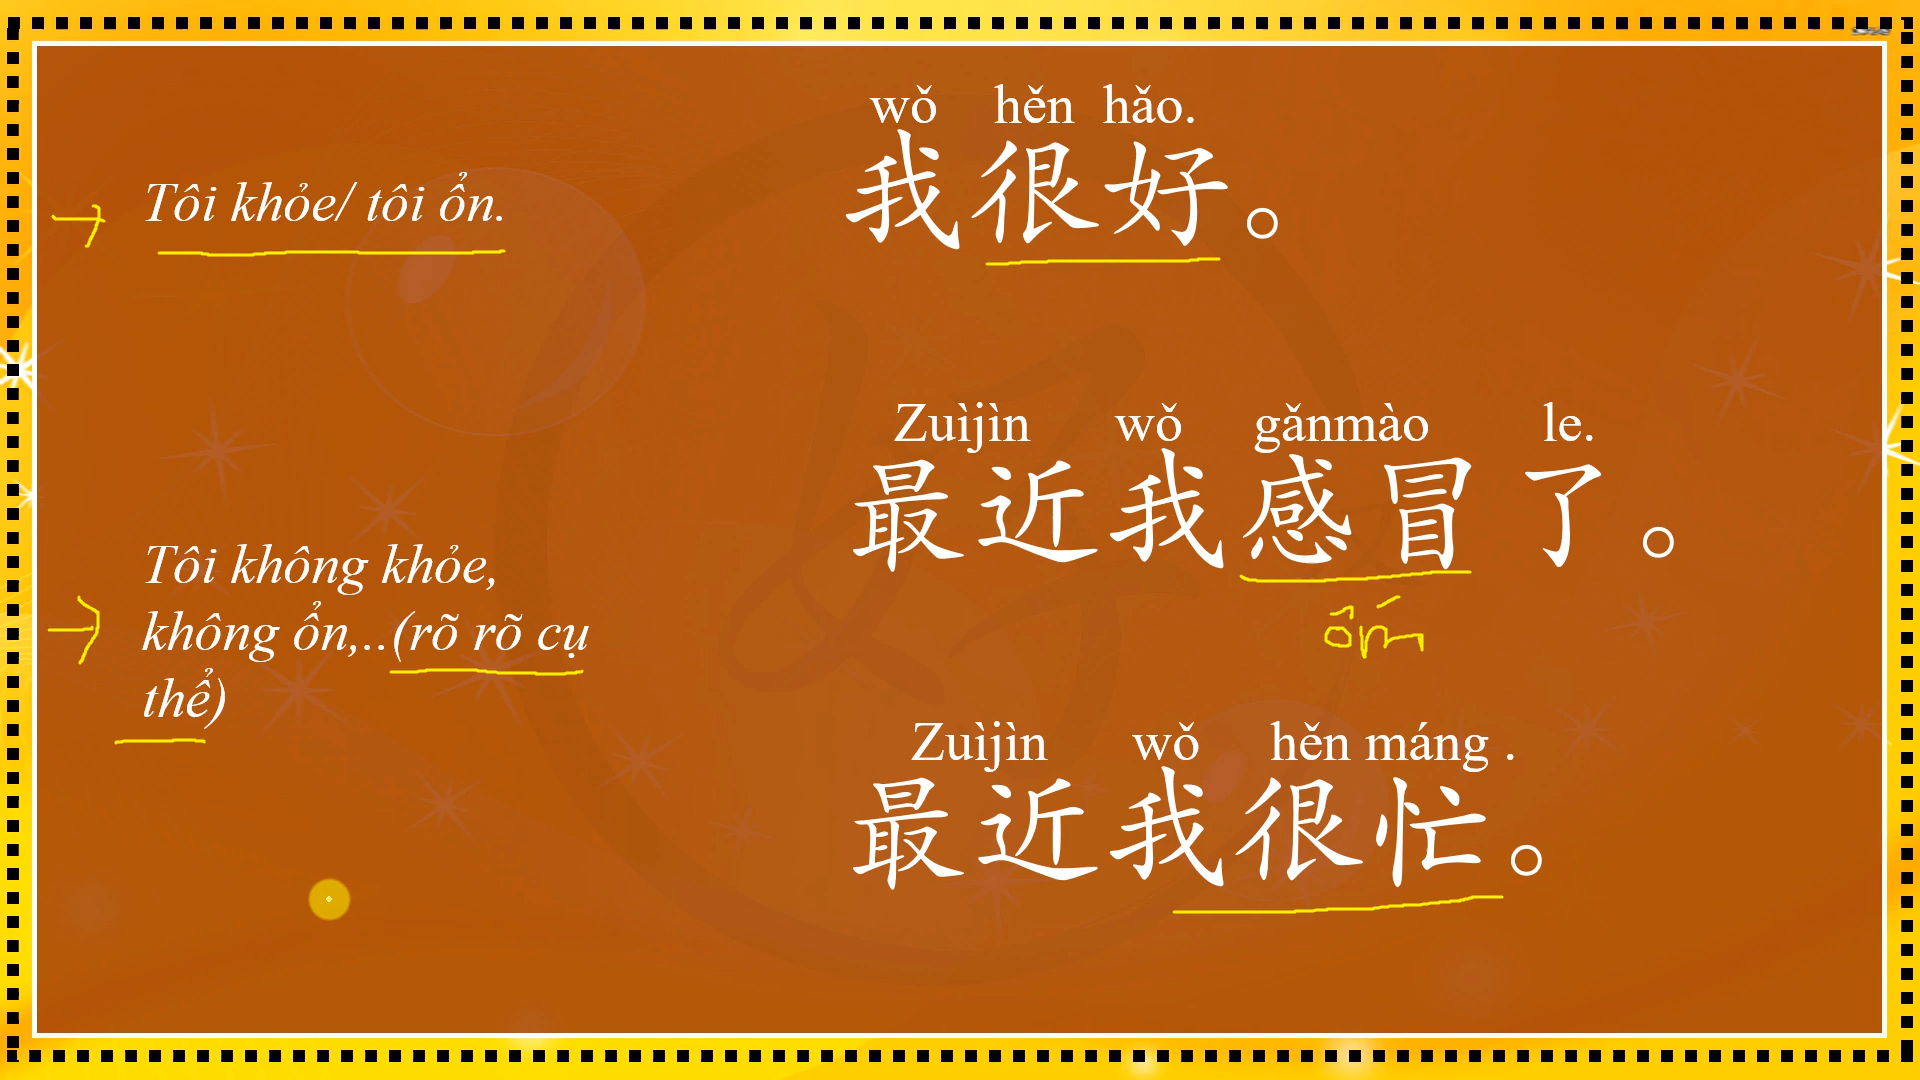 Tôi khỏe/ tôi ổn.
wǒ hěn hǎo.
我很好。
Tôi không khỏe,
không ổn,..(rõ rõ cụ
thể)
Zuìjìn wǒ gǎnmào le.
最近我感冒了。
ốm
Zuìjìn wǒ hěn máng .
最近我很忙。